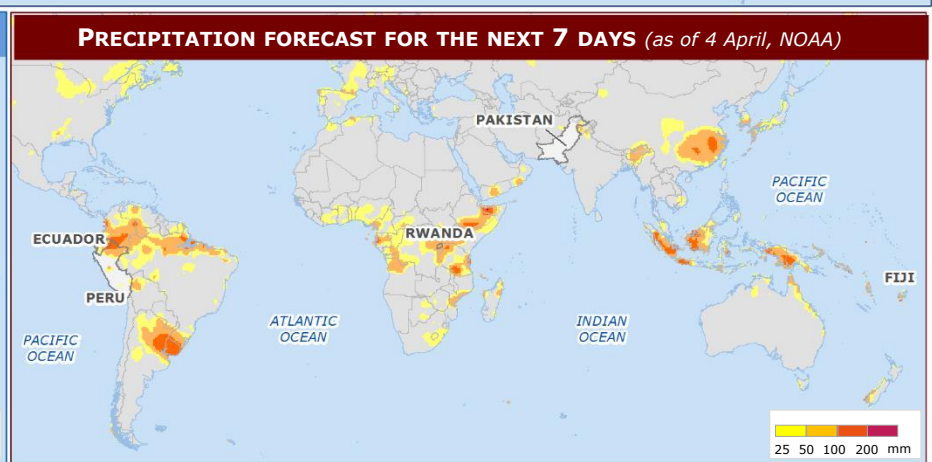 PRECIPITATION FORECAST FOR THE NEXT 7 DAYS (as of 4 April, NOAA)
PAKISTAN
PACIFIC
OCEAN
ECUADOR
RWANDA
FIJI
PERU
ATLANTIC
OCEAN
INDIAN
OCEAN
PACIFIC
OCEAN
25 50 100 200 mm